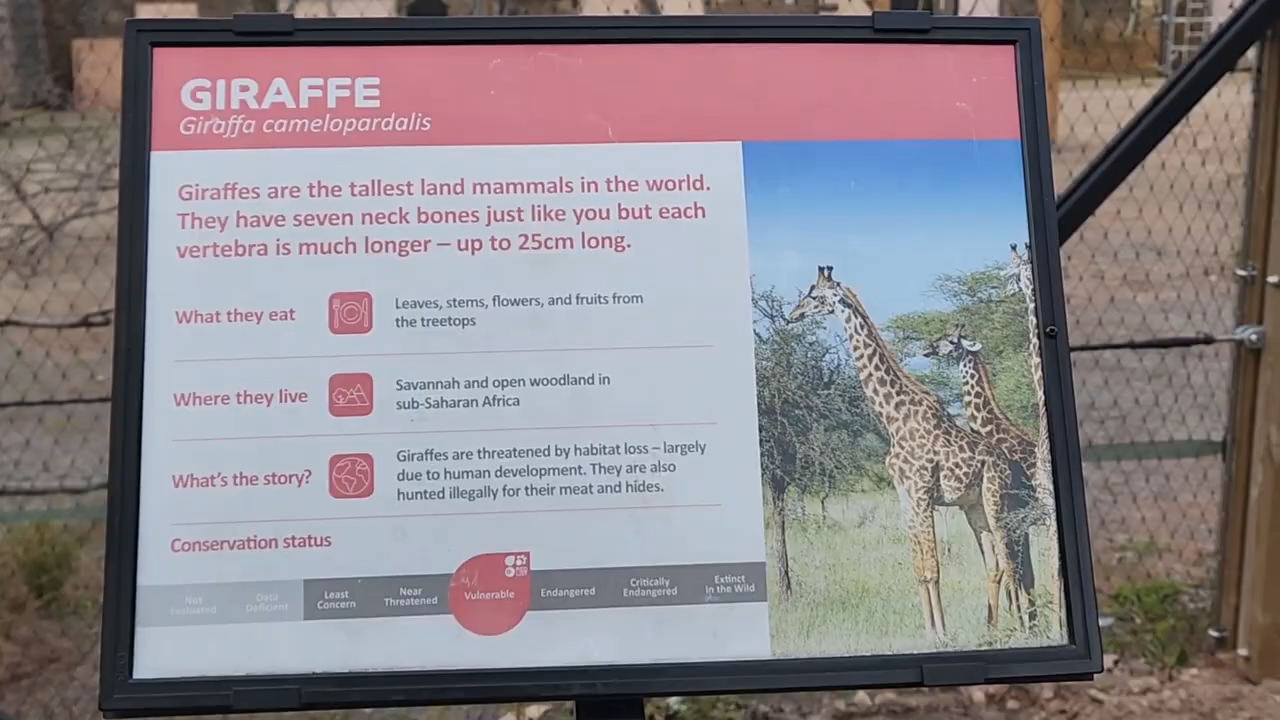 GIRAFFE
Giraffa camelopardalis
Giraffes are the tallest land mammals in the world.
They have seven neck bones just like you but each
vertebra is much longer – up to 25cm long.
What they eat
Leaves, stems, flowers, and fruits from
the treetops
Where they live
Savannah and open woodland in
sub-Saharan Africa
What's the story?
Giraffes are threatened by habitat loss – largely
due to human development. They are also
hunted illegally for their meat and hides.
Conservation status
Not
Evaluated
Data
Deficient
Least
Concern
Near
Threatened
Vulnerable
Endangered
Critically
Endangered
Extinct
In the Wild